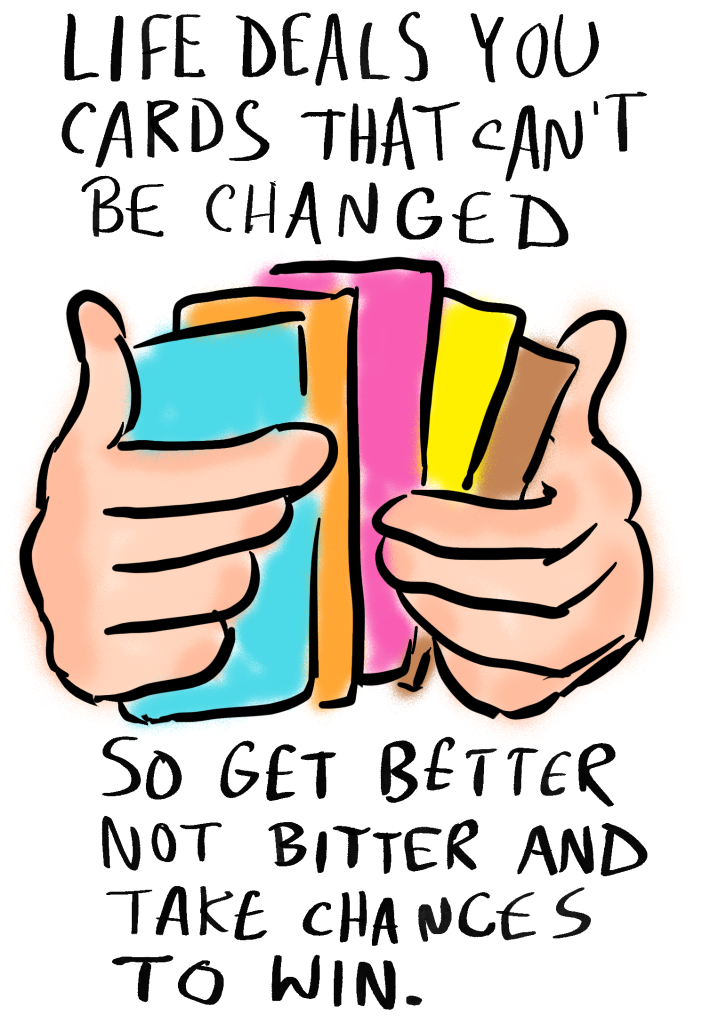 LIFE DEALS YOU
CARDS THAT CAN'T
BE CHANGED
SO GET BETTER
NOT BITTER AND
TAKE CHANCES
TO WIN.